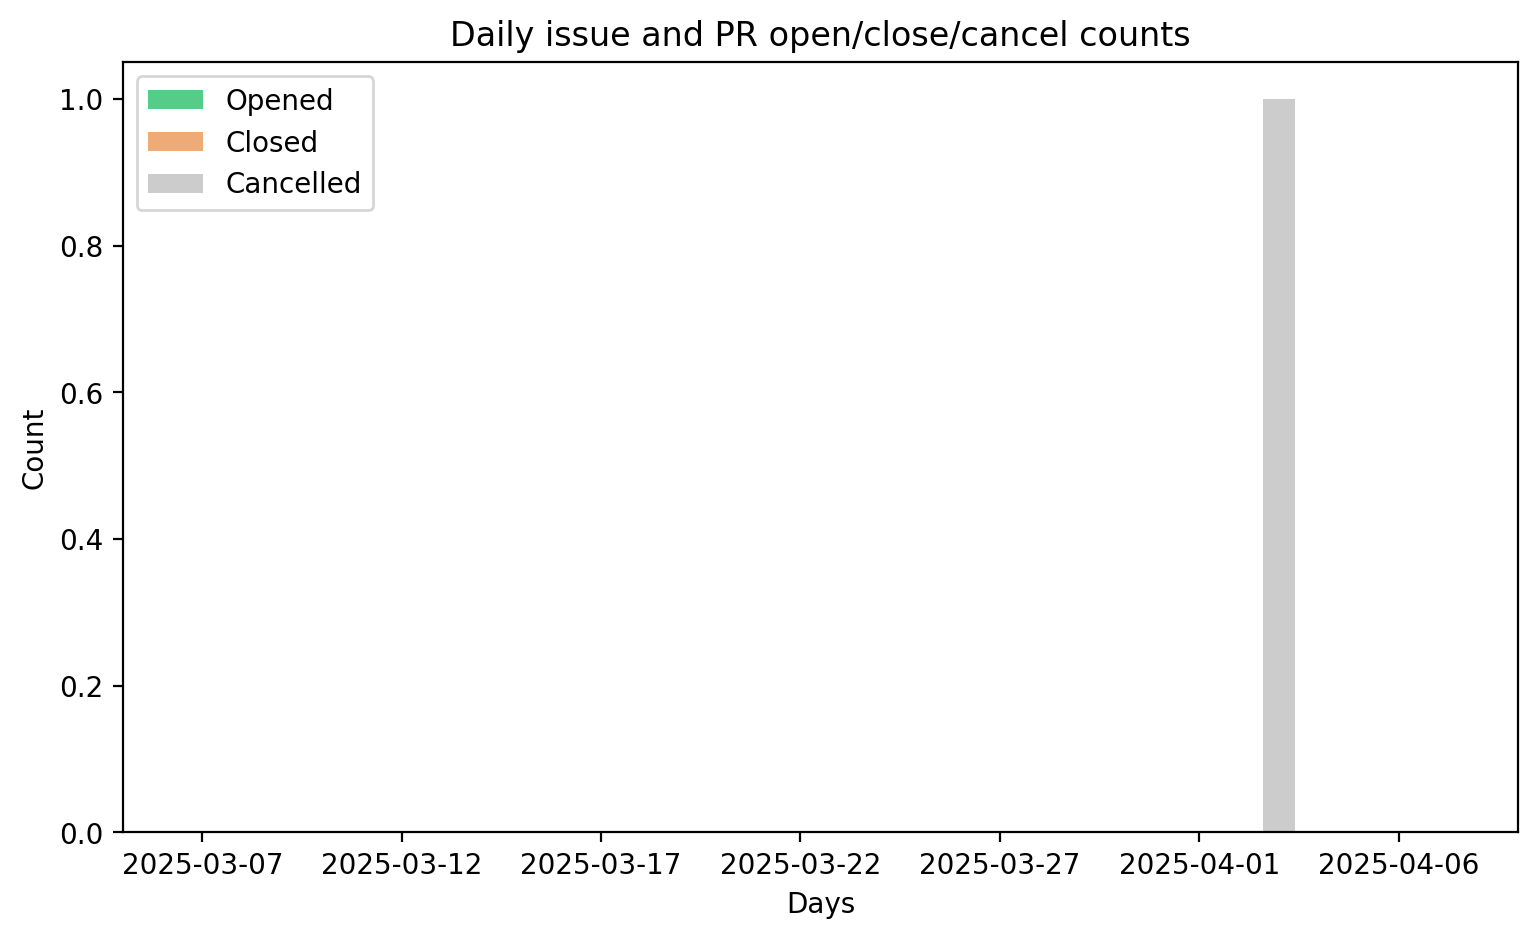 Daily issue and PR open/close/cancel counts
Opened
Closed
Cancelled
1.0
0.8
0.6
0.4
0.2
0.0
Count
2025-03-07 2025-03-12 2025-03-17 2025-03-22 2025-03-27 2025-04-01 2025-04-06
Days